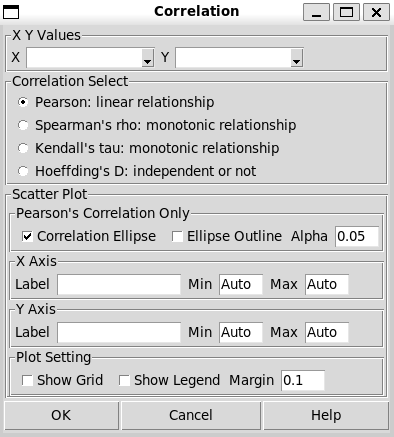 Correlation
X Y Values
X Y
Correlation Select
Pearson: linear relationship
Spearman's rho: monotonic relationship
Kendall's tau: monotonic relationship
Hoeffding's D: independent or not
Scatter Plot
Pearson's Correlation Only
Correlation Ellipse Ellipse Outline Alpha 0.05
X Axis
Label Min Auto Max Auto
Y Axis
Label Min Auto Max Auto
Plot Setting
Show Grid Show Legend Margin 0.1
OK Cancel Help